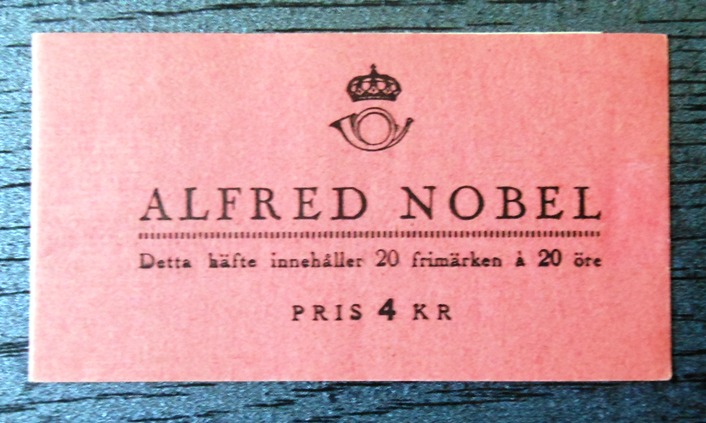 ALFRED NOBEL
Detta häfte innehåller 20 frimärken à 20 öre
PRIS 4 KR